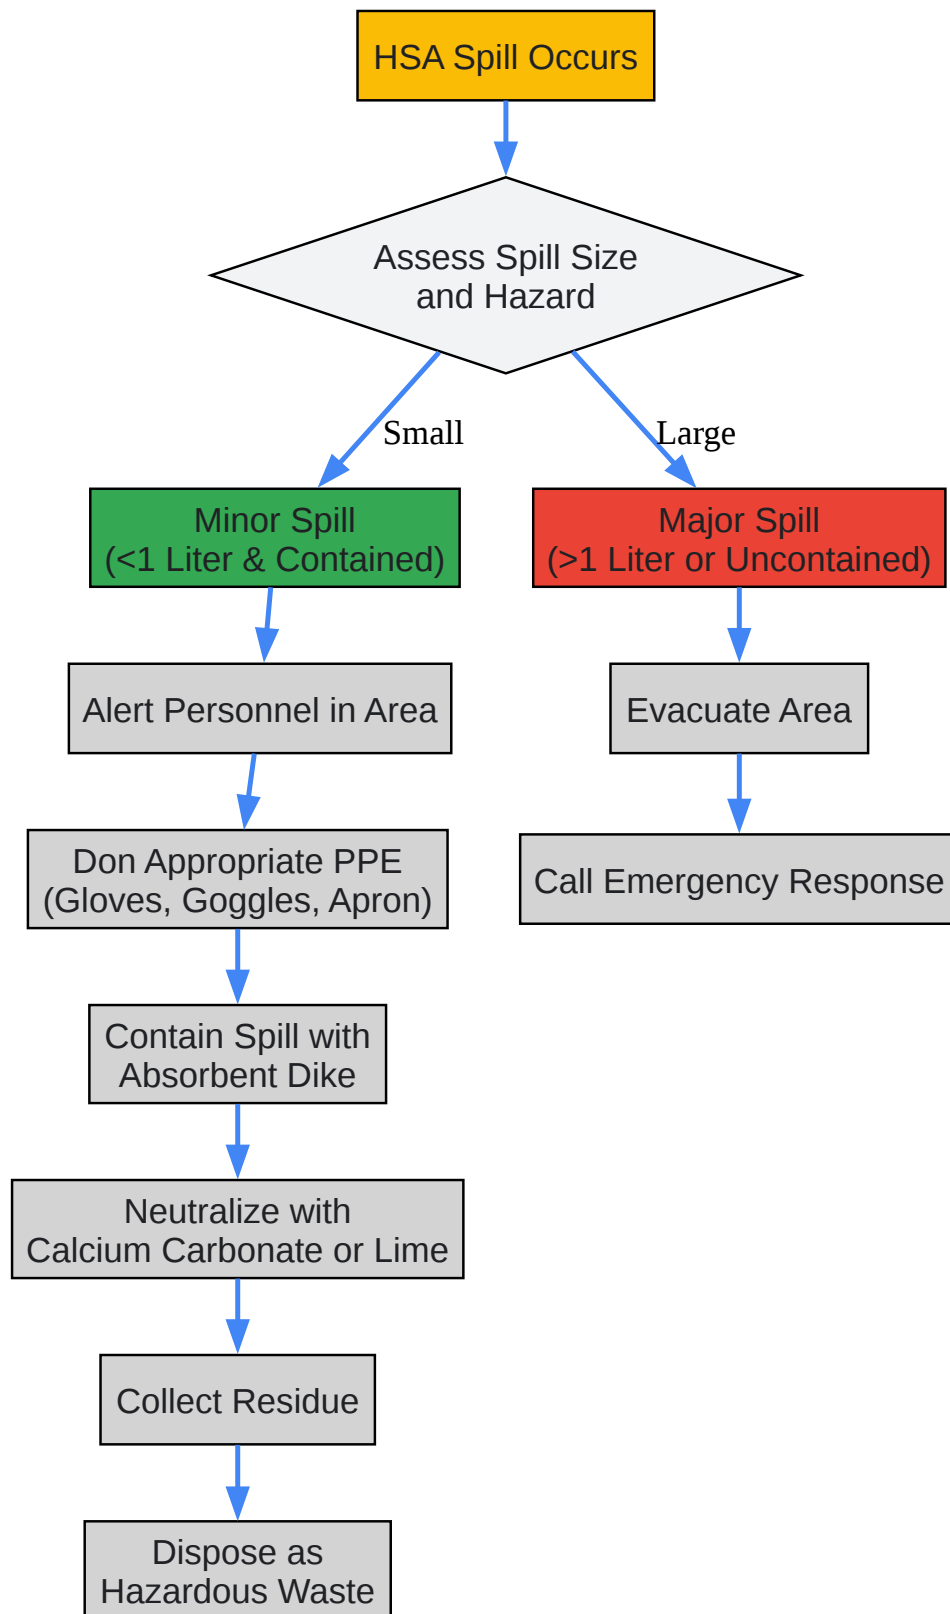 HSA Spill Occurs
Assess Spill Size
and Hazard
Small
Large
Minor Spill
(<1 Liter & Contained)
Major Spill
(>1 Liter or Uncontained)
Alert Personnel in Area
Evacuate Area
Don Appropriate PPE
(Gloves, Goggles, Apron)
Call Emergency Response
Contain Spill with
Absorbent Dike
Neutralize with
Calcium Carbonate or Lime
Collect Residue
Dispose as
Hazardous Waste